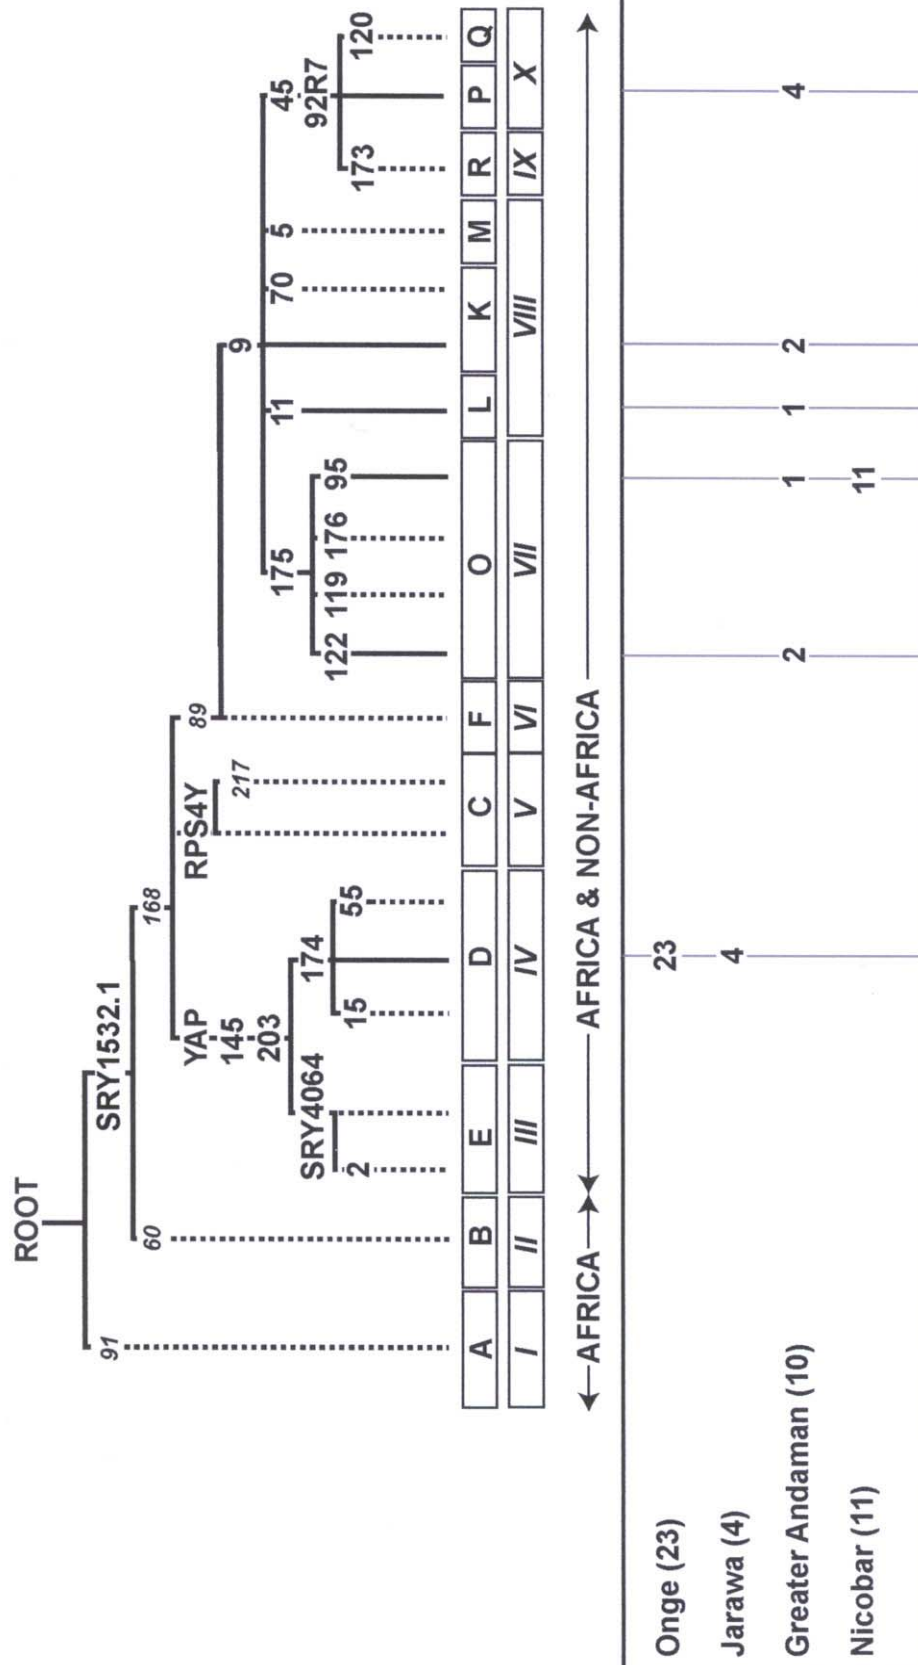 ROOT
SRY1532.1
91
60
168
YAP
RPS4Y
89
145
217
203
9
SRY4064
174
175
11
70
5
45
92R7
2
15
55
122
119
176
95
173
120
A B E D C F O L K M R P Q
I II III IV V VI VII VIII IX X
AFRICA AFRICA & NON-AFRICA
Onge (23) 23
Jarawa (4) 4
Greater Andaman (10) 2 1 1 2 4
Nicobar (11) 11